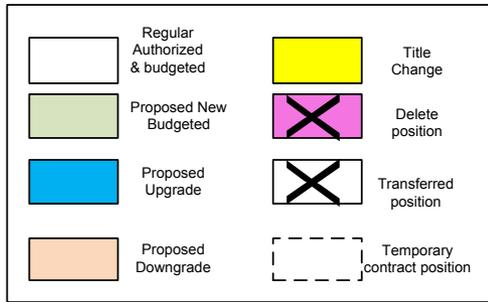 Regular
Authorized
& budgeted
Title
Change
Proposed New
Budgeted
Delete
position
Proposed
Upgrade
Transferred
position
Proposed
Downgrade
Temporary
contract position